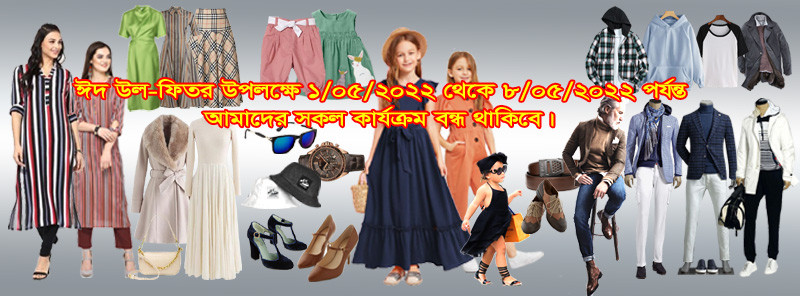 ঈদ উল-ফিতর উপলক্ষে ১/০৫/২০২২ থেকে ৮/০৫/২০২২ পর্যন্ত
আমাদের সকল কার্যক্রম বন্ধ থাকিবে।